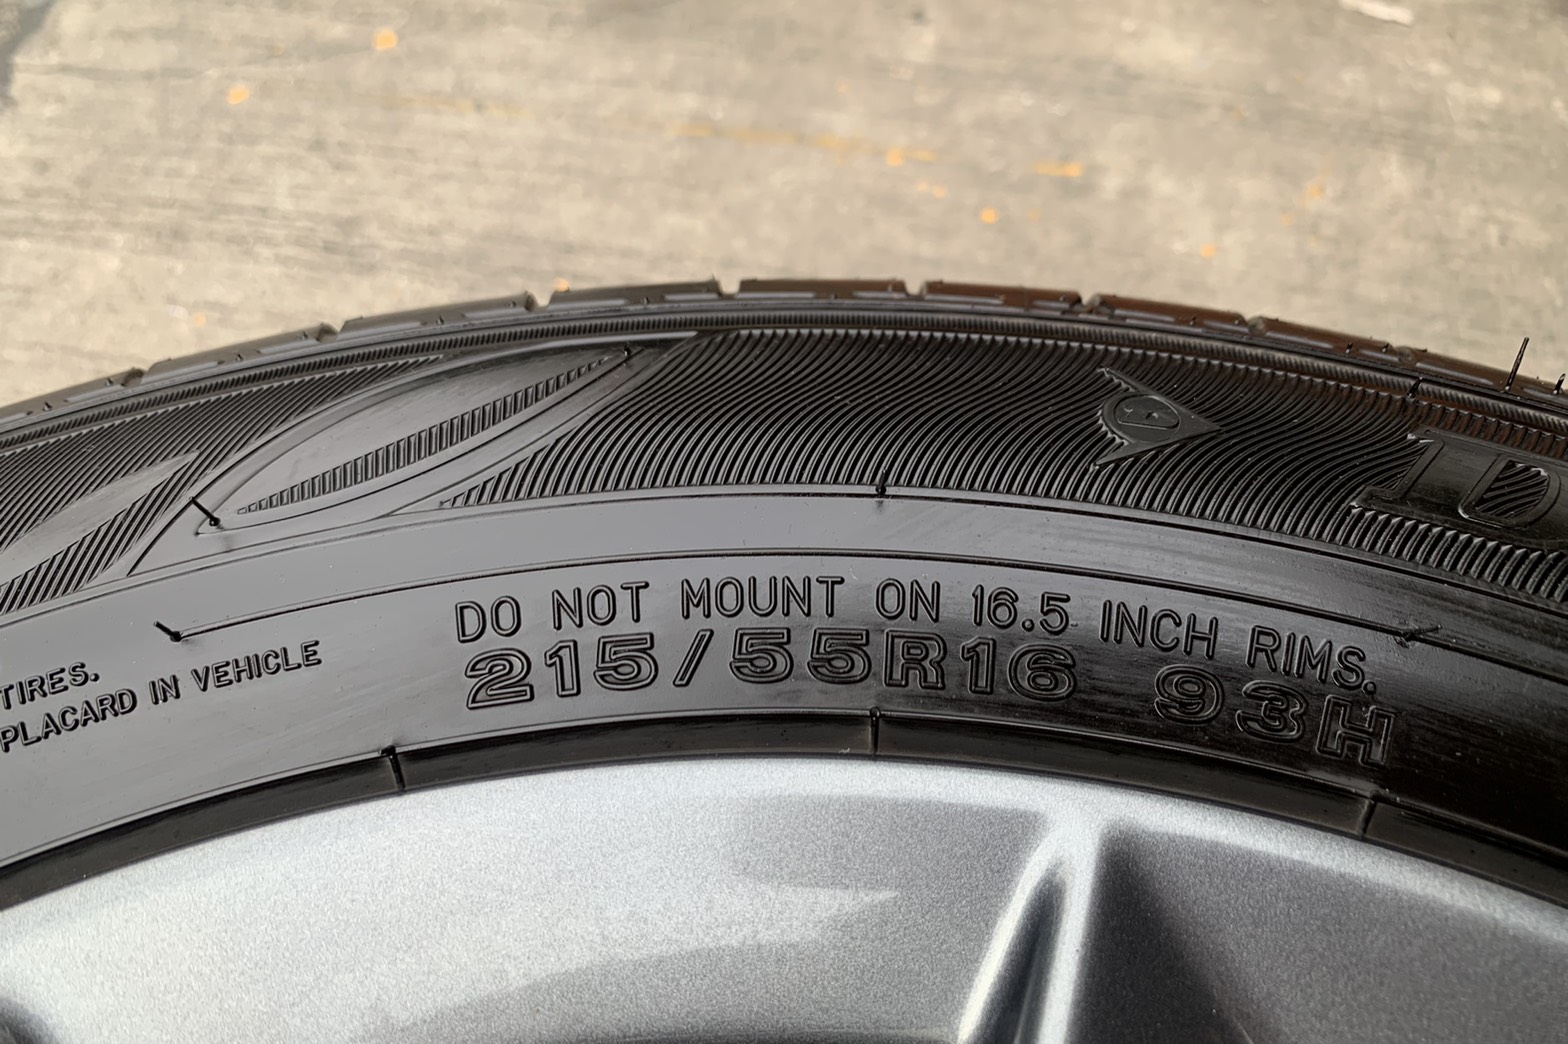 DO NOT MOUNT ON 16.5 INCH RIMS.
215/55R16 93H
TIRES.
PLACARD IN VEHICLE
D
D